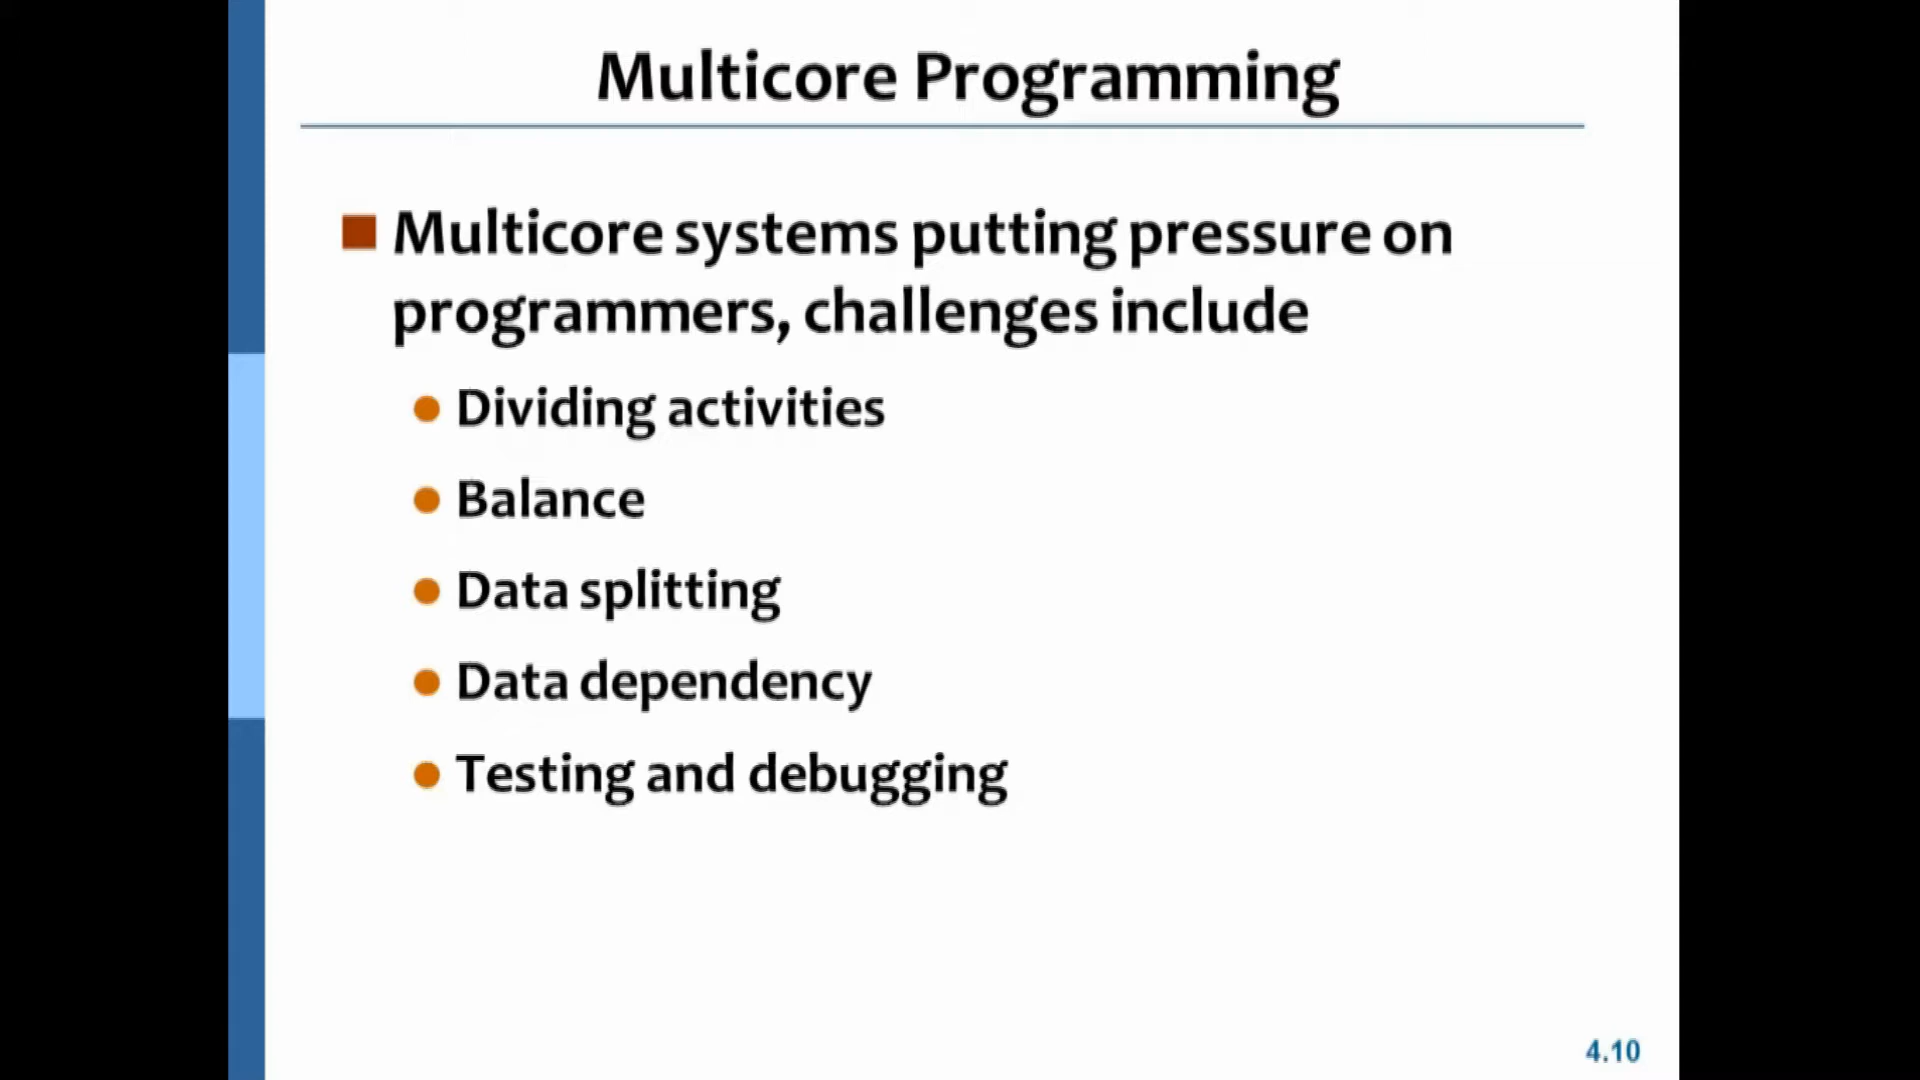 Multicore Programming
Multicore systems putting pressure on
programmers, challenges include
Dividing activities
Balance
Data splitting
Data dependency
Testing and debugging
4.10